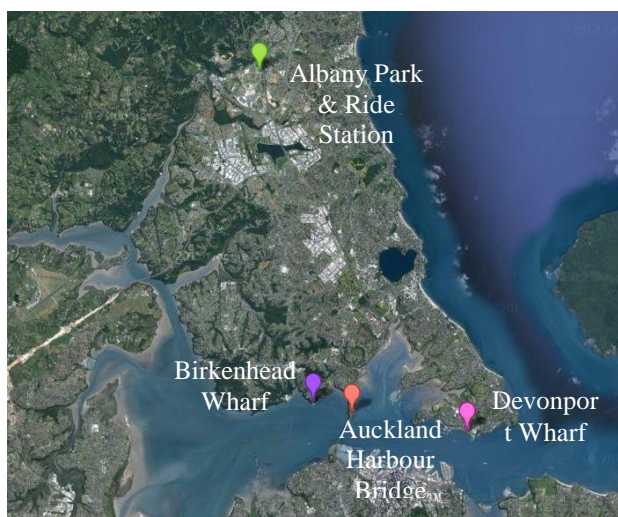 Albany Park
& Ride
Station
Birkenhead
Wharf
Devonpor
t Wharf
Auckland
Harbour
Bridge